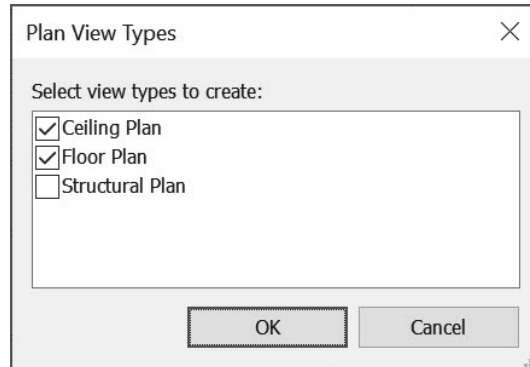 Plan View Types
Select view types to create:
Ceiling Plan
Floor Plan
Structural Plan
OK
Cancel